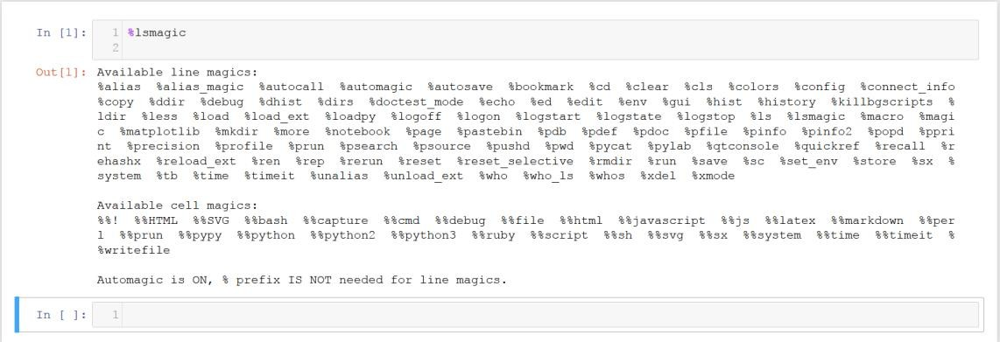 In [1]: 1 %lsmagic
2
Out[1]: Available line magics:
%alias %alias_magic %autocall %automagic %autosave %bookmark %cd %clear %cls %colors %config %connect_info
%copy %ddir %debug %dhist %dirs %doctest_mode %echo %ed %edit %env %gui %hist %history %killbgscripts %
ldir %less %load %load_ext %loadpy %logoff %logon %logstart %logstate %logstop %ls %lsmagic %macro %magi
c %matplotlib %mkdir %more %notebook %page %pastebin %pdb %pdef %pdoc %pfile %pinfo %pinfo2 %popd %ppri
nt %precision %profile %prun %psearch %psource %pushd %pwd %pycat %pylab %qtconsole %quickref %recall %r
ehashx %reload_ext %ren %rep %rerun %reset %reset_selective %rmdir %run %save %sc %set_env %store %sx %
system %tb %time %timeit %unalias %unload_ext %who %who_ls %whos %xdel %xmode
Available cell magics:
%%! %%HTML %%SVG %%bash %%capture %%cmd %%debug %%file %%html %%javascript %%js %%latex %%markdown %%per
l %%prun %%pypy %%python %%python2 %%python3 %%ruby %%script %%sh %%svg %%sx %%system %%time %%timeit %
%writefile
Automagic is ON, % prefix IS NOT needed for line magics.
In [ ]: 1